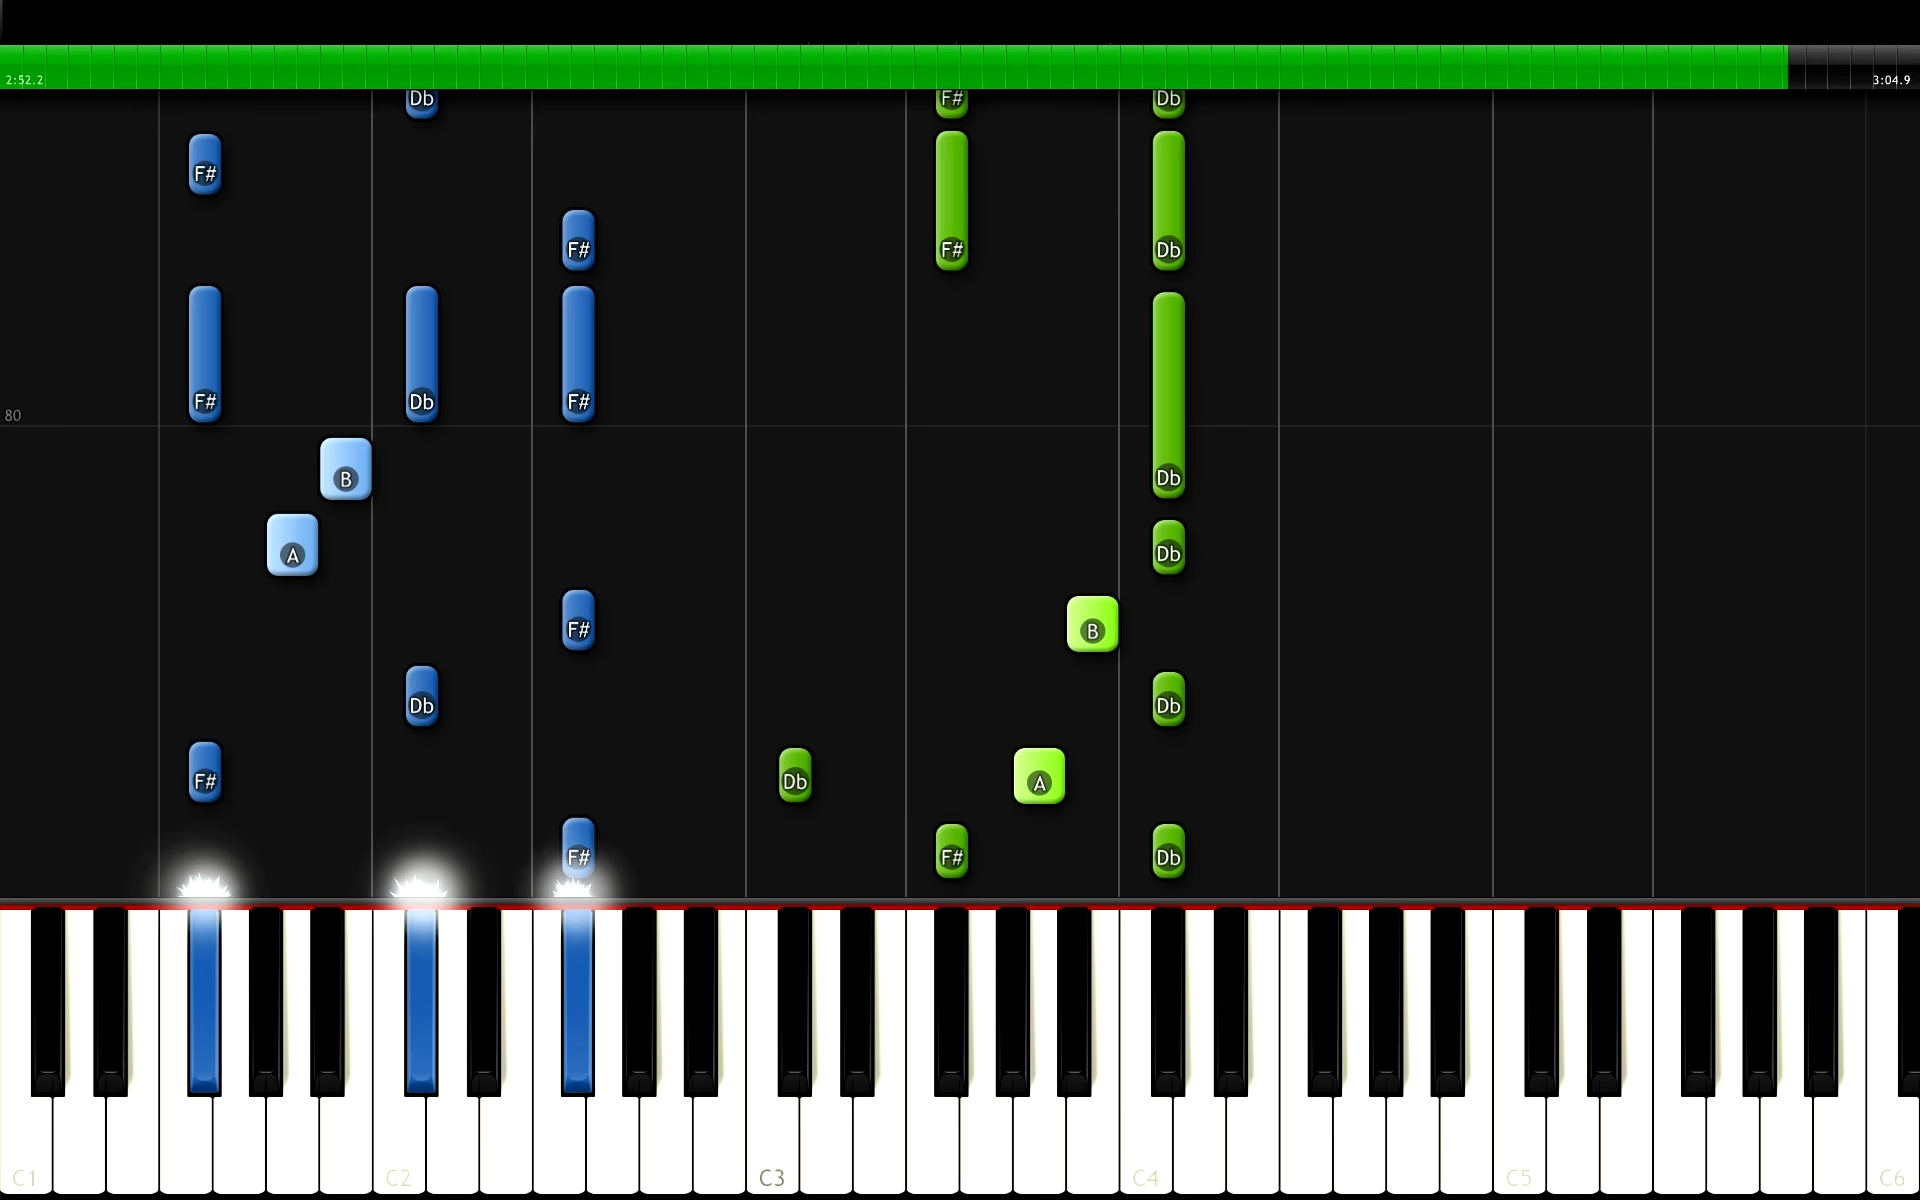 2:52.2 3:04.9
Db F# Db
F#
F# F# Db
F# Db F#
80
B Db
A Db
F# B
Db Db
F# Db A
F# F# Db
C1 C2 C3 C4 C5 C6